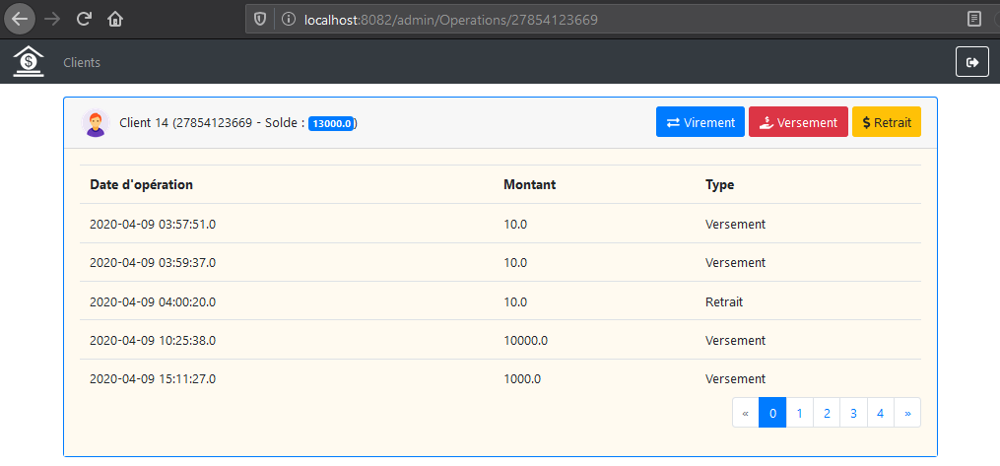 localhost:8082/admin/Operations/27854123669
$ Clients
Client 14 (27854123669 - Solde : 13000.0) Virement $ Versement $ Retrait
Date d'opération Montant Type
2020-04-09 03:57:51.0 10.0 Versement
2020-04-09 03:59:37.0 10.0 Versement
2020-04-09 04:00:20.0 10.0 Retrait
2020-04-09 10:25:38.0 10000.0 Versement
2020-04-09 15:11:27.0 1000.0 Versement
« 0 1 2 3 4 »